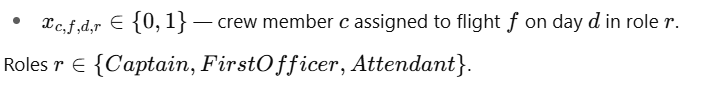 • x_{c,f,d,r} ∈ {0, 1} — crew member c assigned to flight f on day d in role r.
Roles r ∈ {Captain, FirstOfficer, Attendant}.